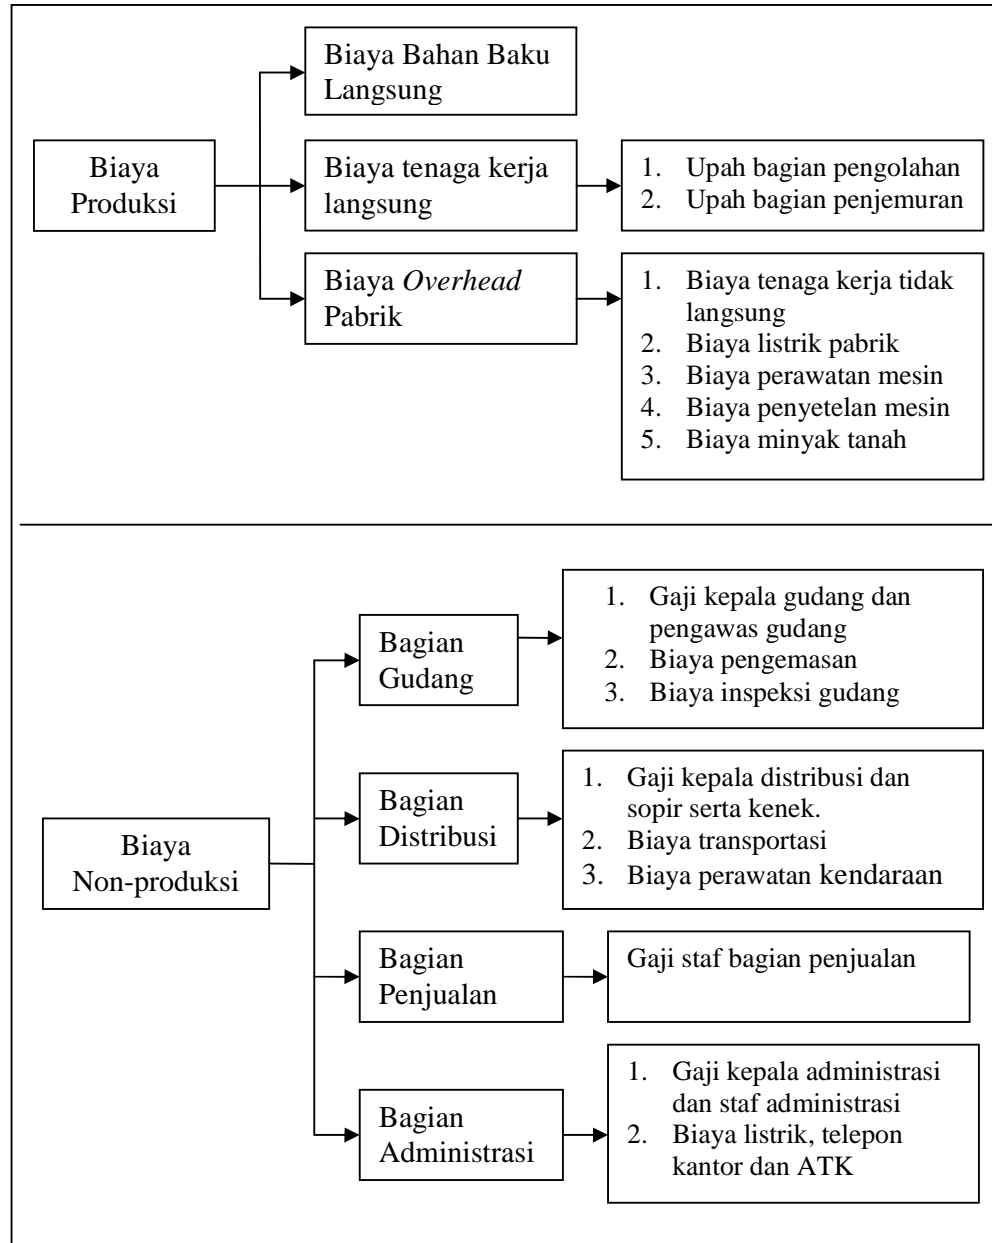 Biaya Bahan Baku
Langsung
Biaya
Produksi
Biaya tenaga kerja
langsung
1. Upah bagian pengolahan
2. Upah bagian penjemuran
Biaya Overhead
Pabrik
1. Biaya tenaga kerja tidak
langsung
2. Biaya listrik pabrik
3. Biaya perawatan mesin
4. Biaya penyetelan mesin
5. Biaya minyak tanah
Biaya
Non-produksi
Bagian
Gudang
1. Gaji kepala gudang dan
pengawas gudang
2. Biaya pengemasan
3. Biaya inspeksi gudang
Bagian
Distribusi
1. Gaji kepala distribusi dan
sopir serta kenek.
2. Biaya transportasi
3. Biaya perawatan kendaraan
Bagian
Penjualan
Gaji staf bagian penjualan
Bagian
Administrasi
1. Gaji kepala administrasi
dan staf administrasi
2. Biaya listrik, telepon
kantor dan ATK